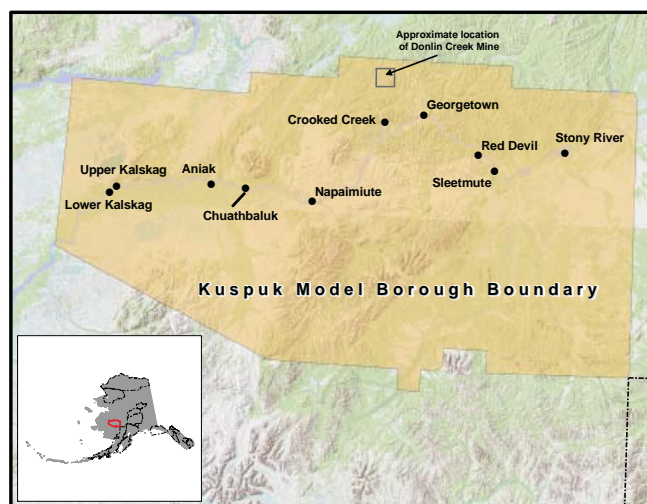 Approximate location
of Donlin Creek Mine
Georgetown
Crooked Creek
Red Devil
Stony River
Upper Kalskag
Aniak
Sleetmute
Lower Kalskag
Chuathbaluk
Napaimiute
Kuspuk Model Borough Boundary